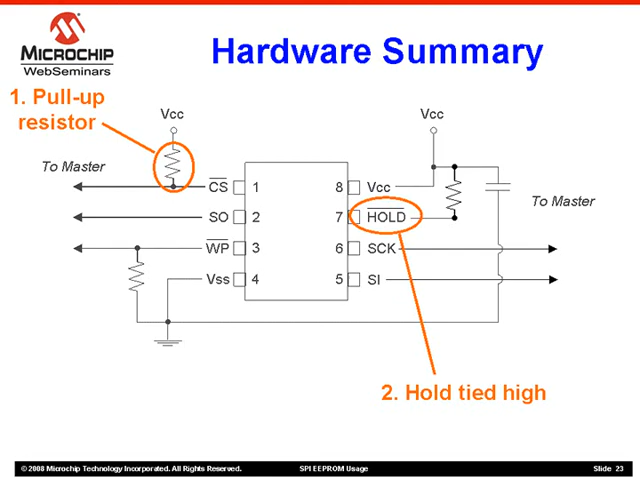 MICROCHIP
WebSeminars
Hardware Summary
1. Pull-up
resistor
Vcc
Vcc
To Master
To Master
CS 1
8 Vcc
SO 2
7 HOLD
WP 3
6 SCK
Vss 4
5 SI
2. Hold tied high
© 2008 Microchip Technology Incorporated. All Rights Reserved. SPI EEPROM Usage Slide 23